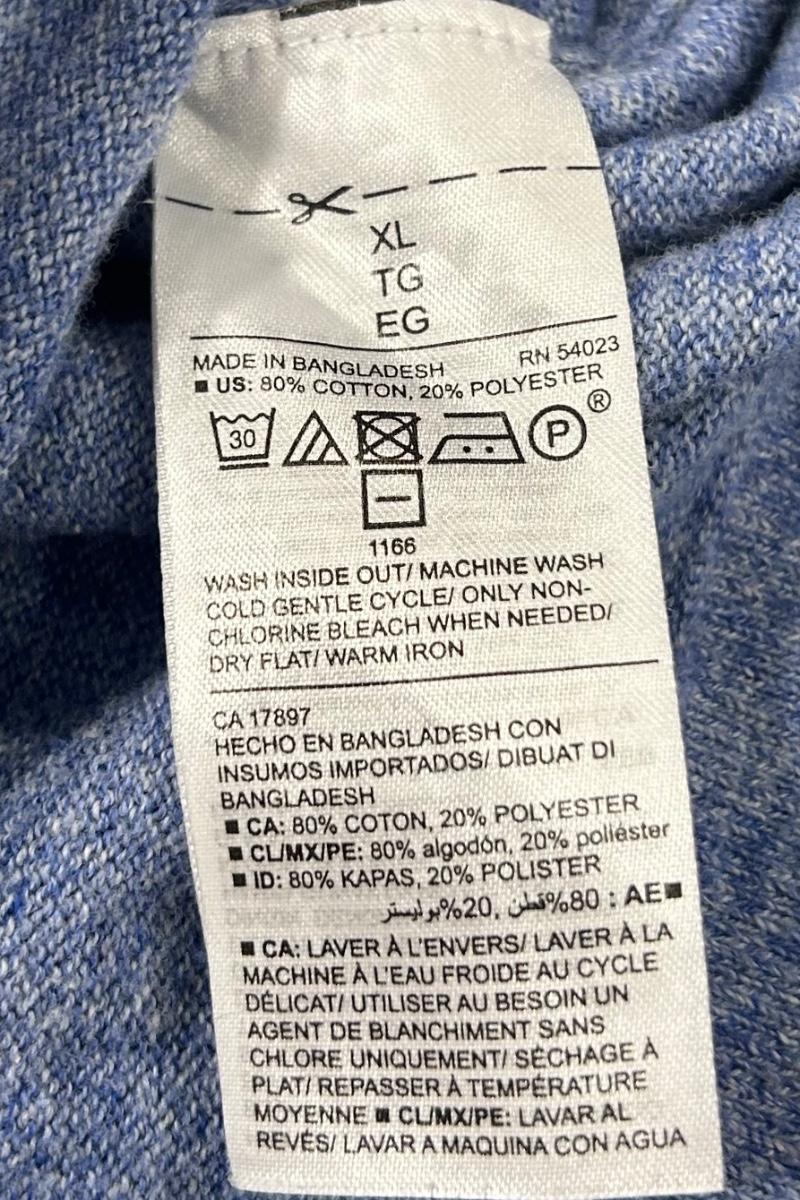 XL
TG
EG
MADE IN BANGLADESH RN 54023
■ US: 80% COTTON, 20% POLYESTER
30 P ®
1166
WASH INSIDE OUT/ MACHINE WASH
COLD GENTLE CYCLE/ ONLY NON-
CHLORINE BLEACH WHEN NEEDED/
DRY FLAT/ WARM IRON
CA 17897
HECHO EN BANGLADESH CON
INSUMOS IMPORTADOS/ DIBUAT DI
BANGLADESH
■ CA: 80% COTON, 20% POLYESTER
■ CL/MX/PE: 80% algodón, 20% poliéster
■ ID: 80% KAPAS, 20% POLISTER
■AE : 80%قطن, 20%بوليستر
■ CA: LAVER À L'ENVERS/ LAVER À LA
MACHINE À L'EAU FROIDE AU CYCLE
DÉLICAT/ UTILISER AU BESOIN UN
AGENT DE BLANCHIMENT SANS
CHLORE UNIQUEMENT/ SÉCHAGE À
PLAT/ REPASSER À TEMPÉRATURE
MOYENNE ■ CL/MX/PE: LAVAR AL
REVÉS/ LAVAR A MAQUINA CON AGUA